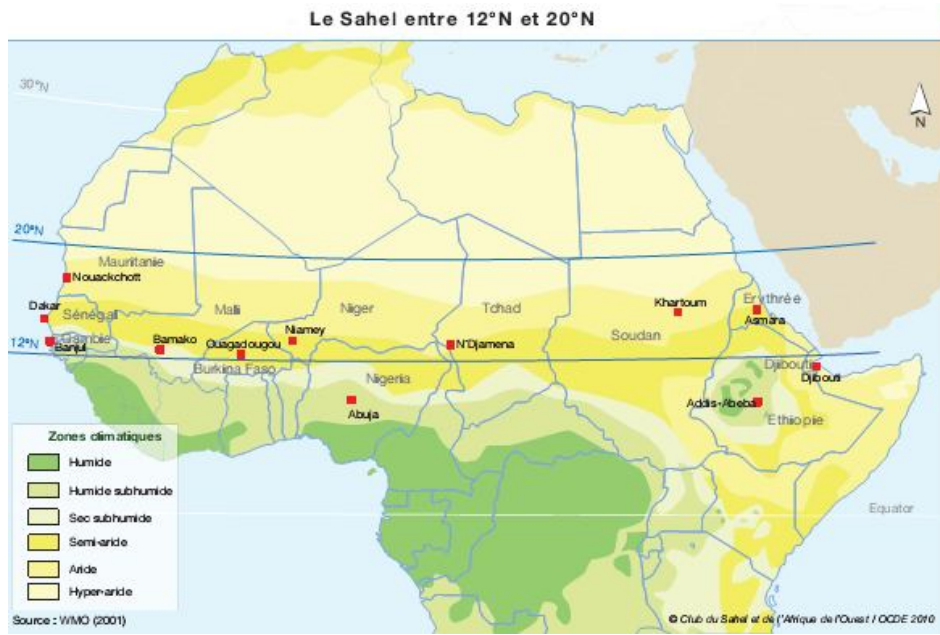 Le Sahel entre 12°N et 20°N
30°N
N
20°N
Mauritanie
Nouackchott
Dakar
Sénégal
Malli
Niger
Tchad
Khartoum
Erythrée
Asmara
Gambie
12°N
Banjul
Bamako
Ouagadougou
Niamey
N'Djamena
Soudan
Burkina Faso
Djibouti
Djibouti
Nigeria
Abuja
Addis-Abeba
Ethiopie
Zones climatiques
Humide
Humide subhumide
Sec subhumide
Semi-aride
Aride
Hyper-aride
Equator
Source : WMO (2001)
© Club du Sahel et de l'Afrique de l'Ouest / OCDE 2010